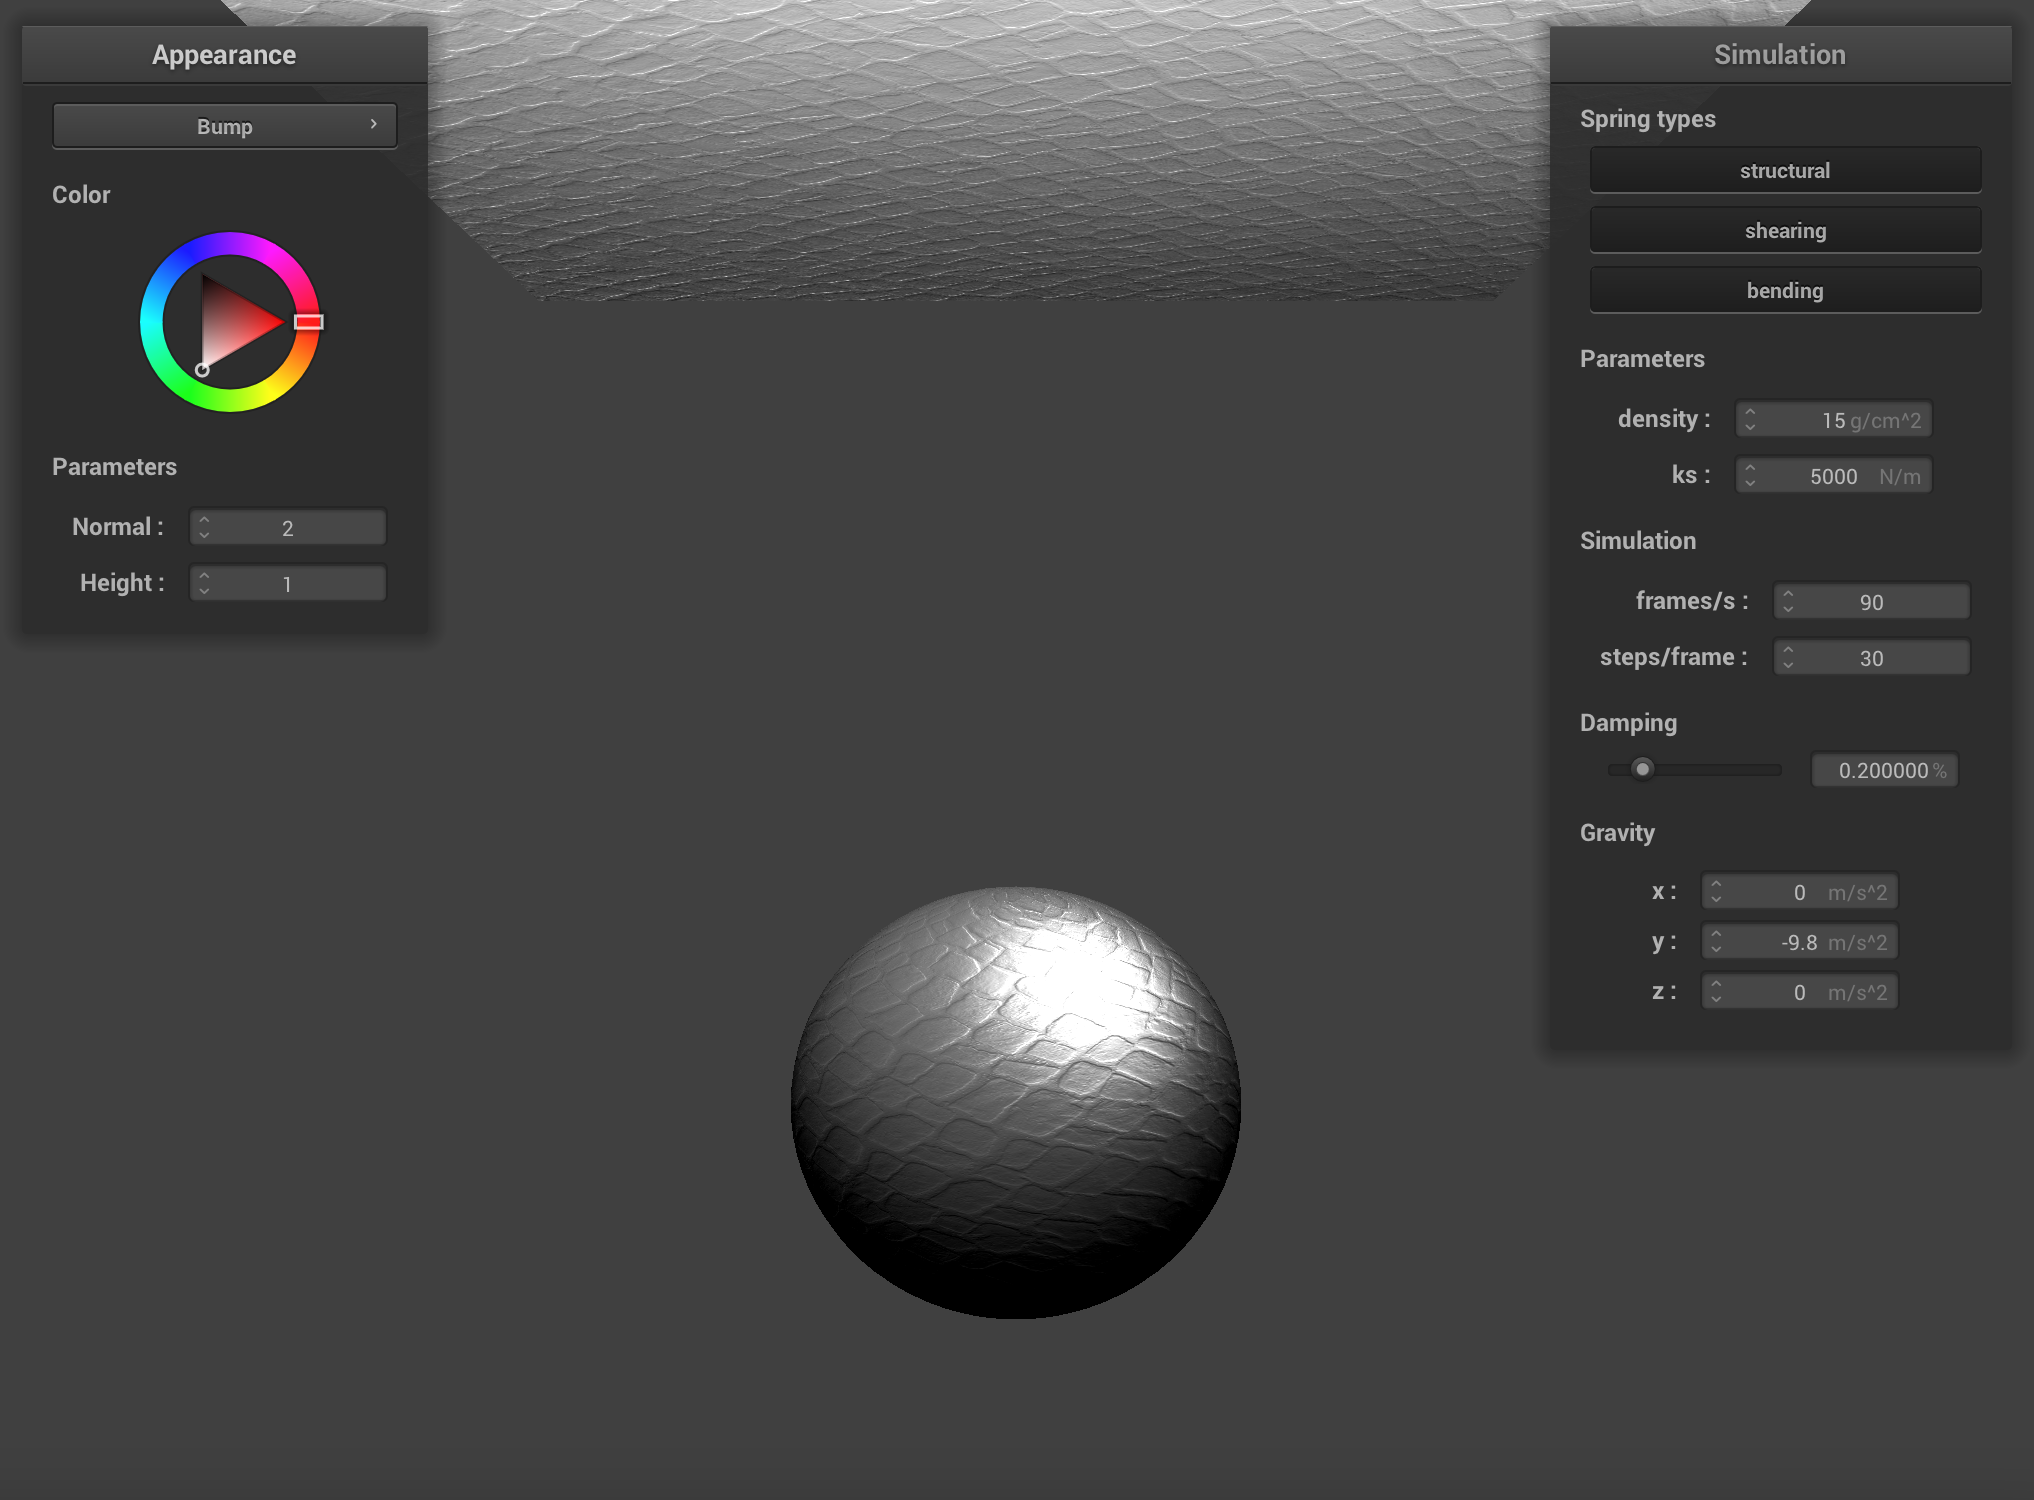 Appearance
Bump
Color
Parameters
Normal : 2
Height : 1
Simulation
Spring types
structural
shearing
bending
Parameters
density : 15 g/cm^2
ks : 5000 N/m
Simulation
frames/s : 90
steps/frame : 30
Damping
0.200000 %
Gravity
x : 0 m/s^2
y : -9.8 m/s^2
z : 0 m/s^2